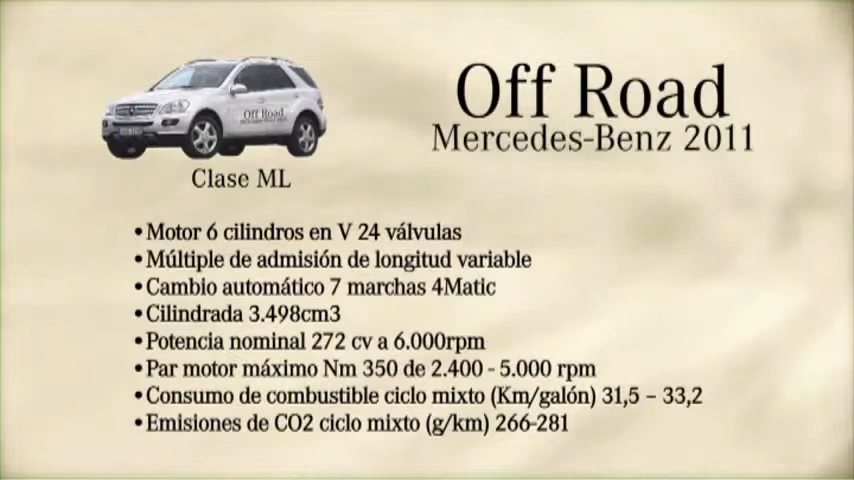 Off Road
Mercedes-Benz 2011
Off Road
Clase ML
•Motor 6 cilindros en V 24 válvulas
•Múltiple de admisión de longitud variable
•Cambio automático 7 marchas 4Matic
•Cilindrada 3.498cm3
•Potencia nominal 272 cv a 6.000rpm
•Par motor máximo Nm 350 de 2.400 - 5.000 rpm
•Consumo de combustible ciclo mixto (Km/galón) 31,5 – 33,2
•Emisiones de CO2 ciclo mixto (g/km) 266-281